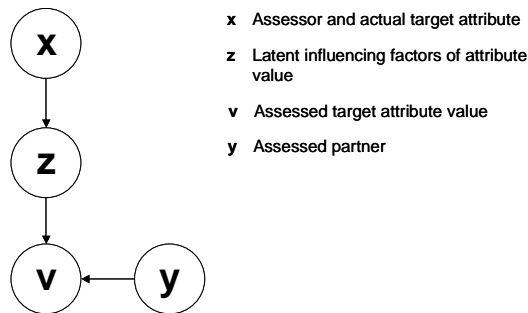 x
z
v
y
x Assessor and actual target attribute
z Latent influencing factors of attribute
value
v Assessed target attribute value
y Assessed partner